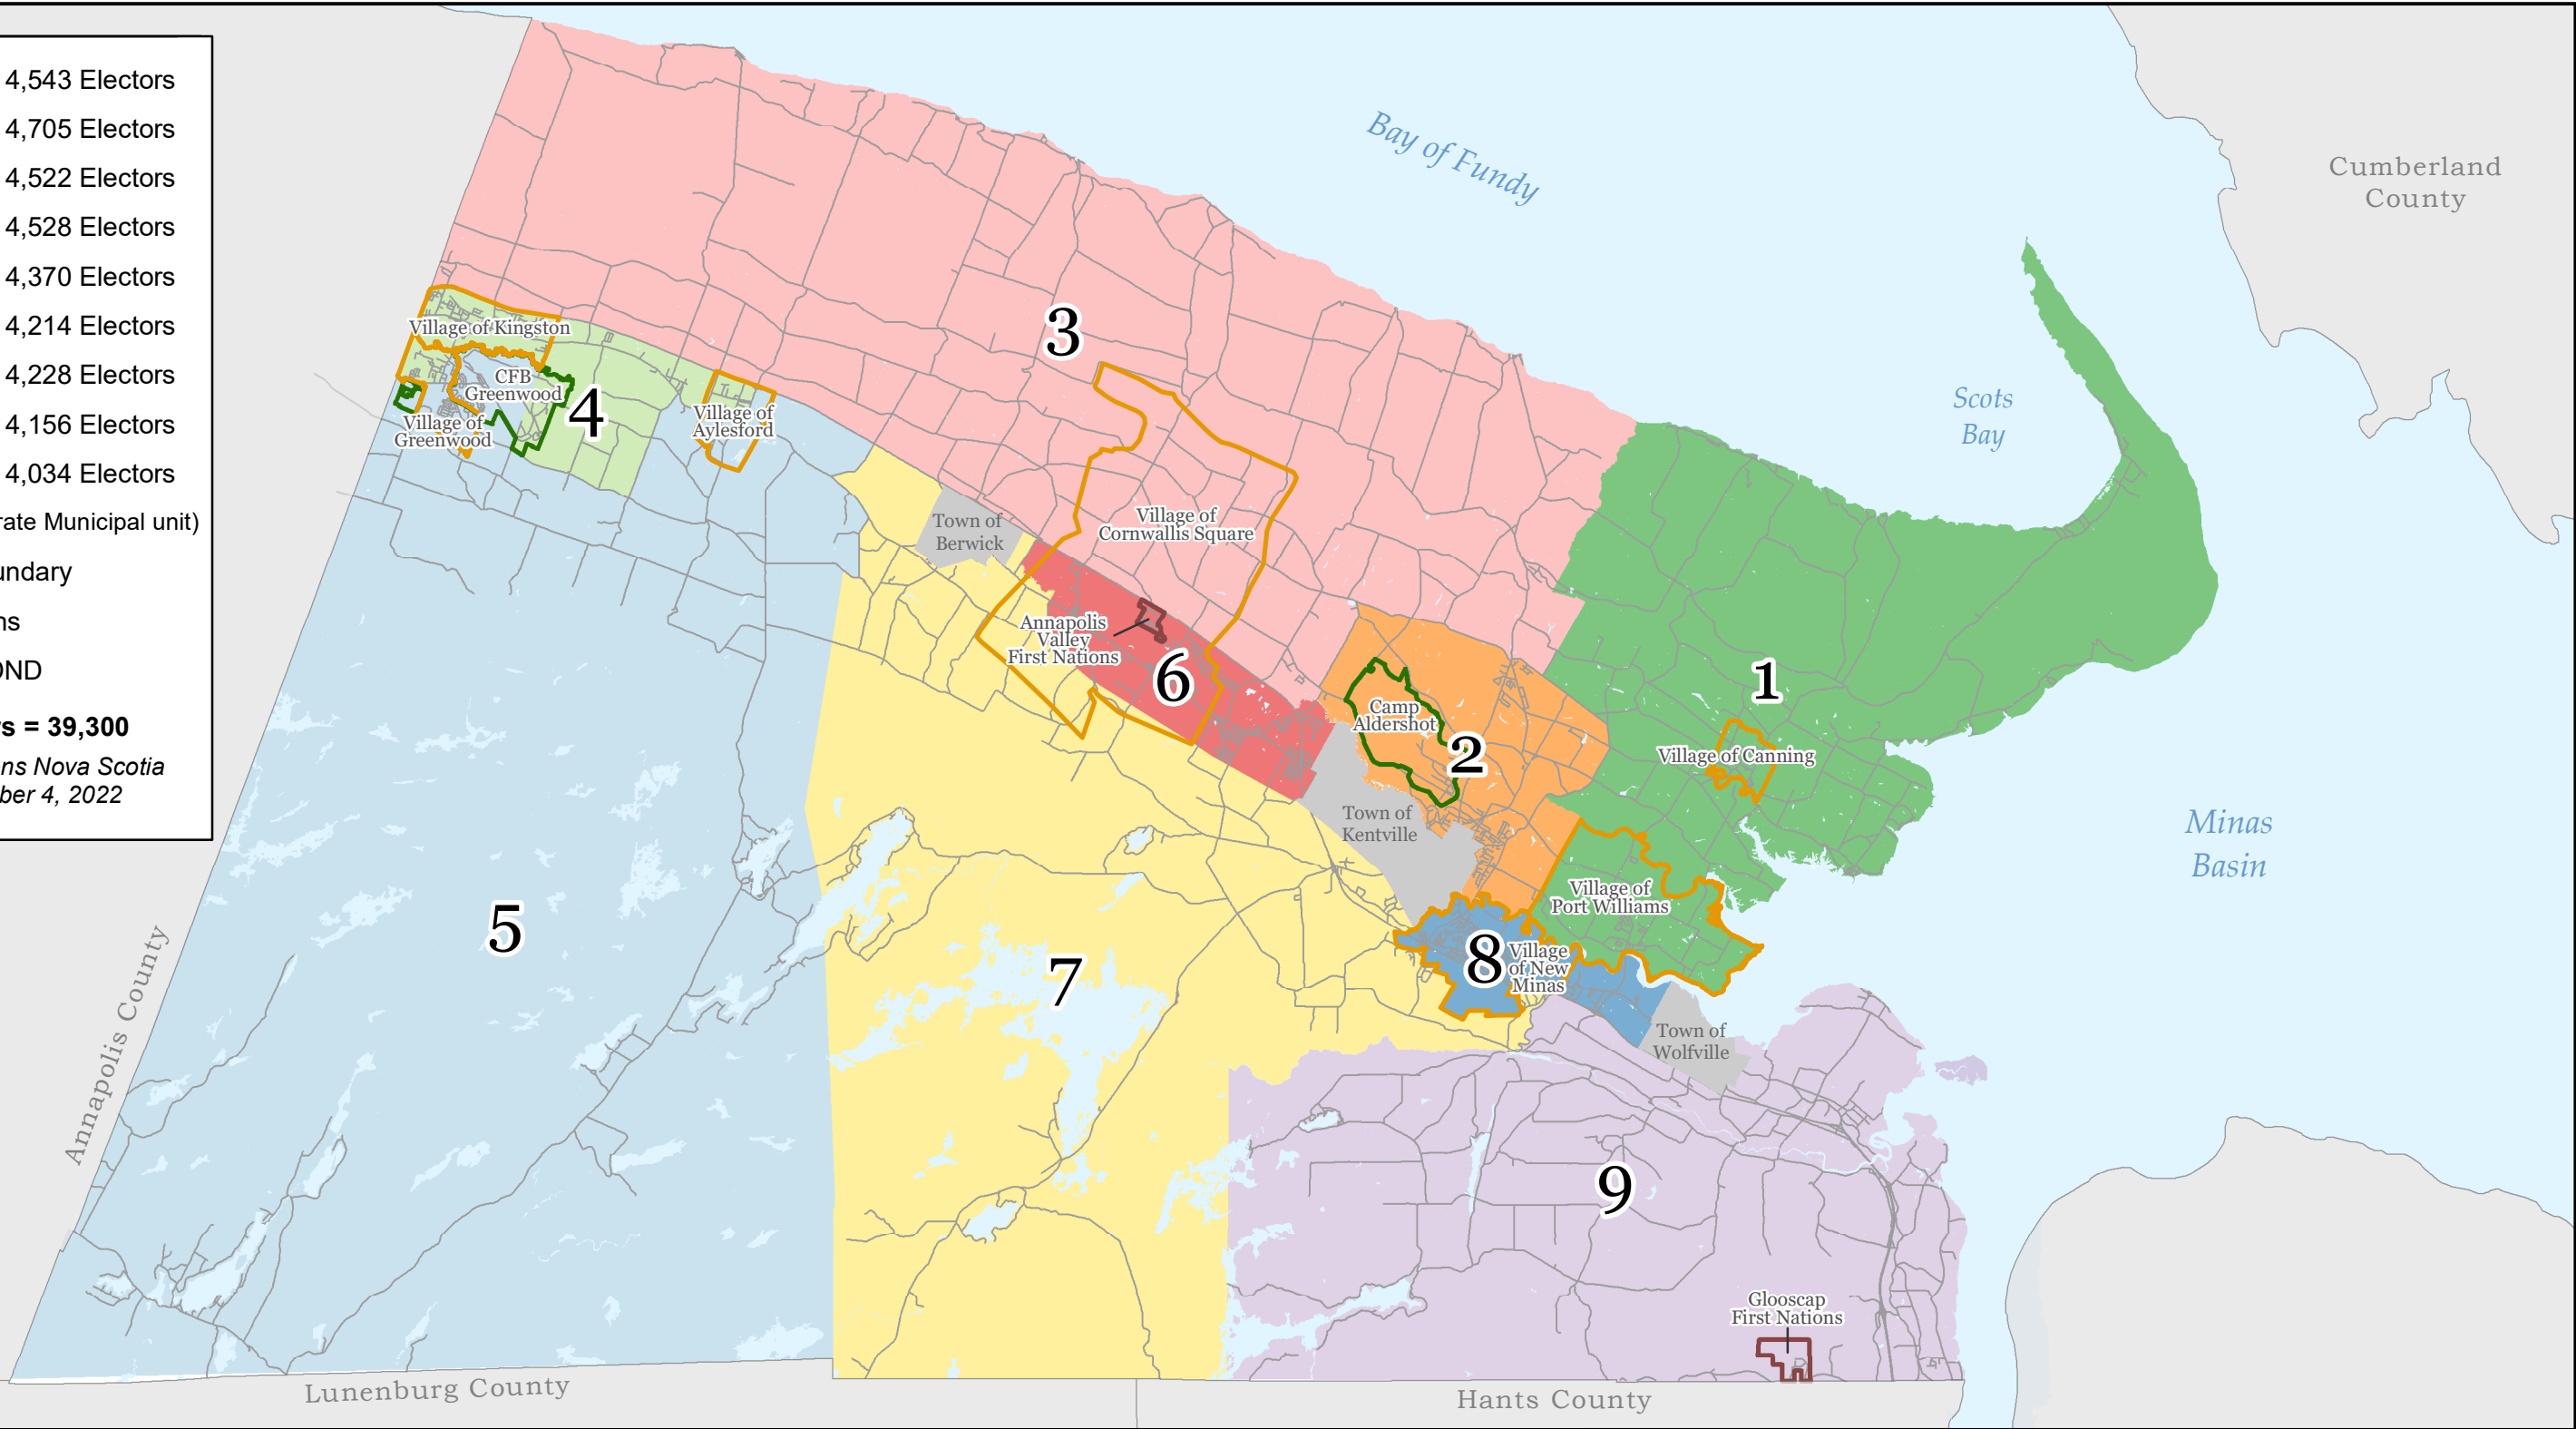 4,543 Electors
4,705 Electors
4,522 Electors
4,528 Electors
4,370 Electors
4,214 Electors
4,228 Electors
4,156 Electors
4,034 Electors
rate Municipal unit)
undary
ns
OND
rs = 39,300
ons Nova Scotia
ber 4, 2022
Bay of Fundy
Cumberland
County
Scots
Bay
Minas
Basin
Annapolis County
Lunenburg County
Hants County
Village of Kingston
CFB
Greenwood
Village of
Greenwood
4
Village of
Aylesford
3
Town of
Berwick
Village of
Cornwallis Square
Annapolis
Valley
First Nations
6
Camp
Aldershot
2
1
Village of Canning
Town of
Kentville
Village of
Port Williams
5
7
8
Village
of New
Minas
Town of
Wolfville
9
Glooscap
First Nations